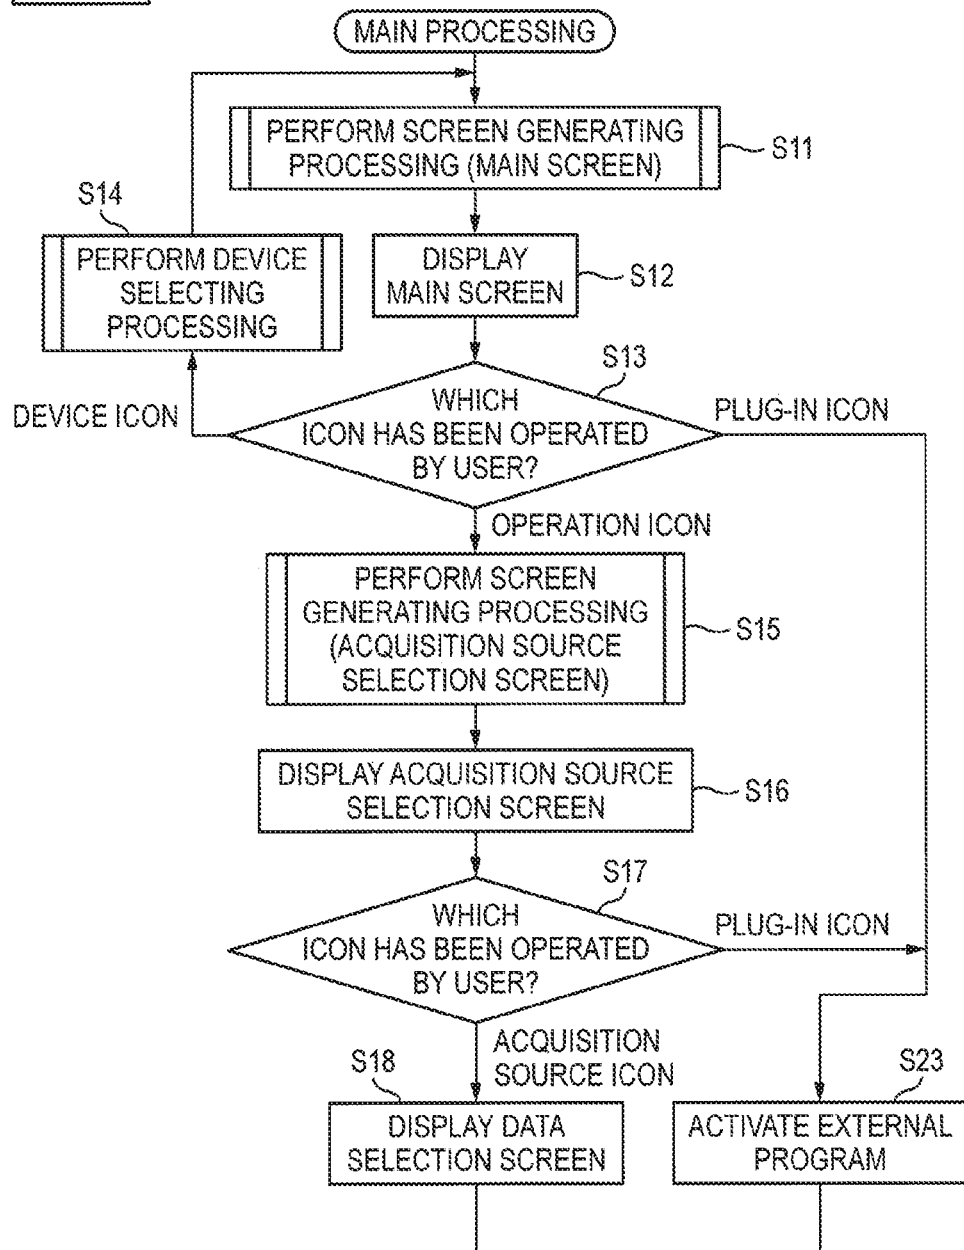 MAIN PROCESSING
PERFORM SCREEN GENERATING
PROCESSING (MAIN SCREEN)
S11
S14
PERFORM DEVICE
SELECTING
PROCESSING
DISPLAY
MAIN SCREEN
S12
S13
DEVICE ICON
WHICH
ICON HAS BEEN OPERATED
BY USER?
PLUG-IN ICON
OPERATION ICON
PERFORM SCREEN
GENERATING PROCESSING
(ACQUISITION SOURCE
SELECTION SCREEN)
S15
DISPLAY ACQUISITION SOURCE
SELECTION SCREEN
S16
S17
WHICH
ICON HAS BEEN OPERATED
BY USER?
PLUG-IN ICON
ACQUISITION
SOURCE ICON
S18
DISPLAY DATA
SELECTION SCREEN
S23
ACTIVATE EXTERNAL
PROGRAM